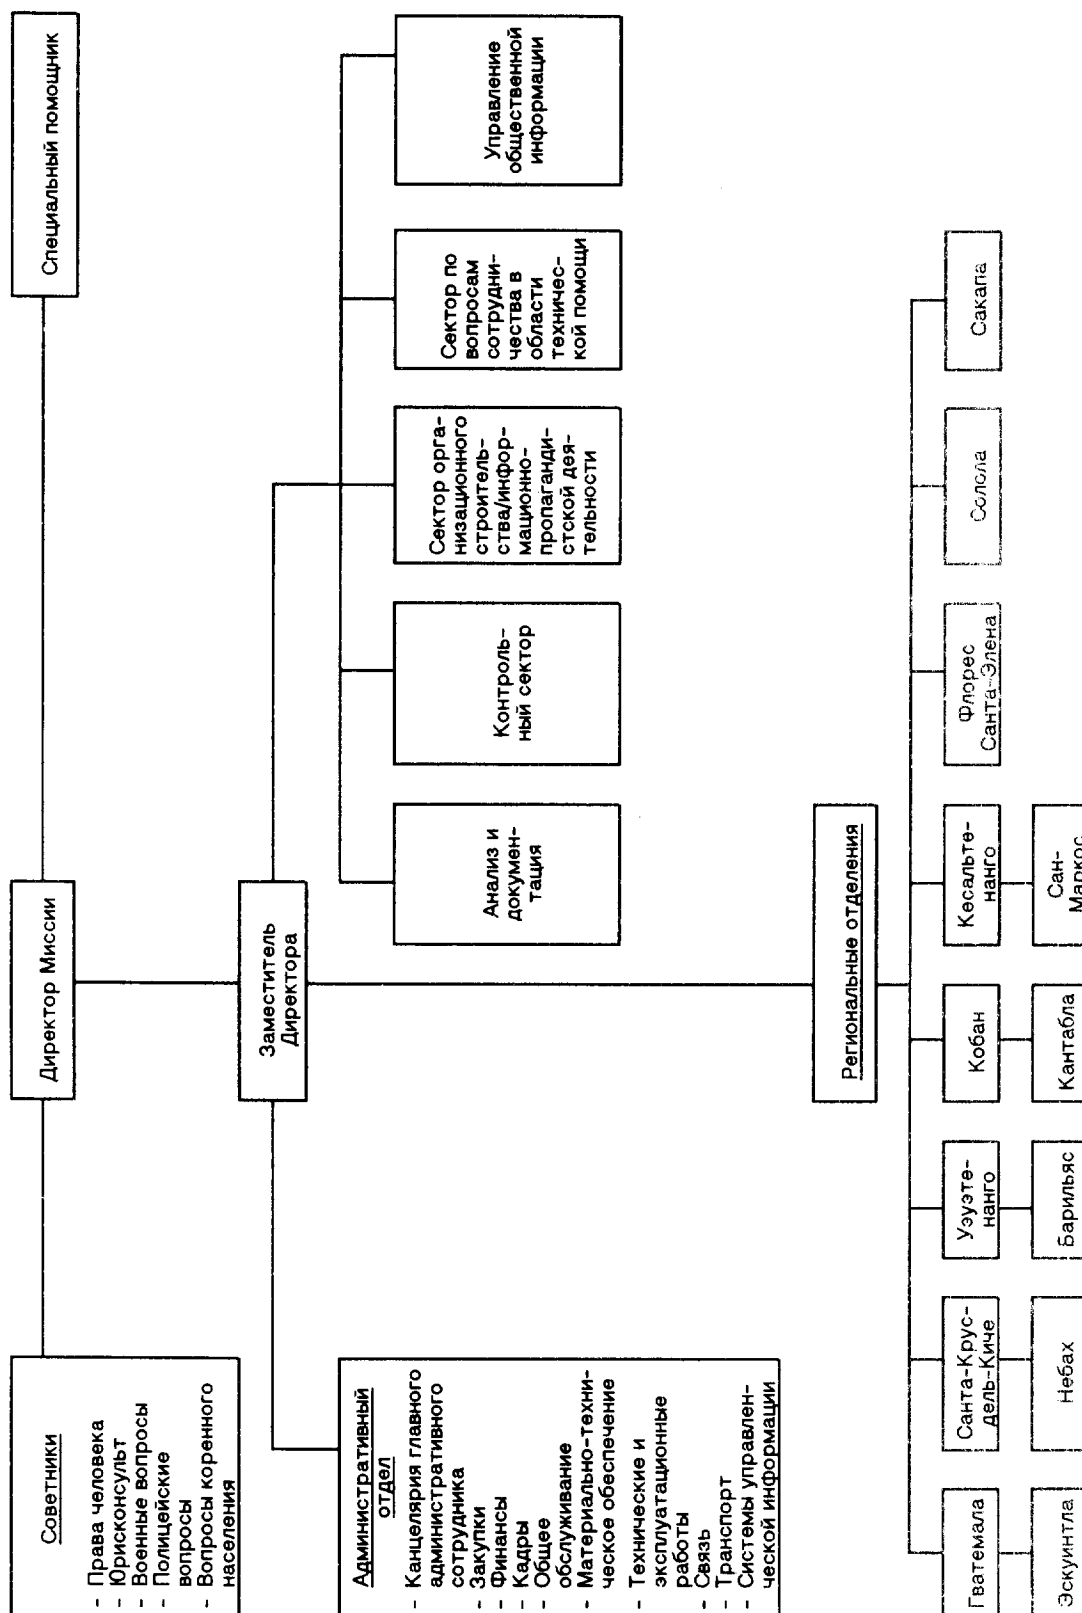 Советники
- Права человека
- Юрисконсульт
- Военные вопросы
- Полицейские
вопросы
- Вопросы коренного
населения
Директор Миссии
Специальный помощник
Заместитель
Директора
Административный
отдел
- Канцелярия главного
административного
сотрудника
- Закупки
- Финансы
- Кадры
- Общее
обслуживание
- Материально-техни-
ческое обеспечение
- Технические и
эксплуатационные
работы
- Связь
- Транспорт
- Системы управлен-
ческой информации
Анализ и
докумен-
тация
Контроль-
ный сектор
Сектор орга-
низационного
строитель-
ства/инфор-
мационно-
пропаганди-
стской дея-
тельности
Сектор по
вопросам
сотрудни-
чества в
области
техничес-
кой помощи
Управление
общественной
информации
Региональные отделения
Гватемала
Санта-Крус-
дель-Киче
Уэуэте-
нанго
Кобан
Кесальте-
нанго
Флорес
Санта-Элена
Солола
Сакапа
Эскуинтла
Небах
Барильяс
Кантабла
Сан-
Маркос